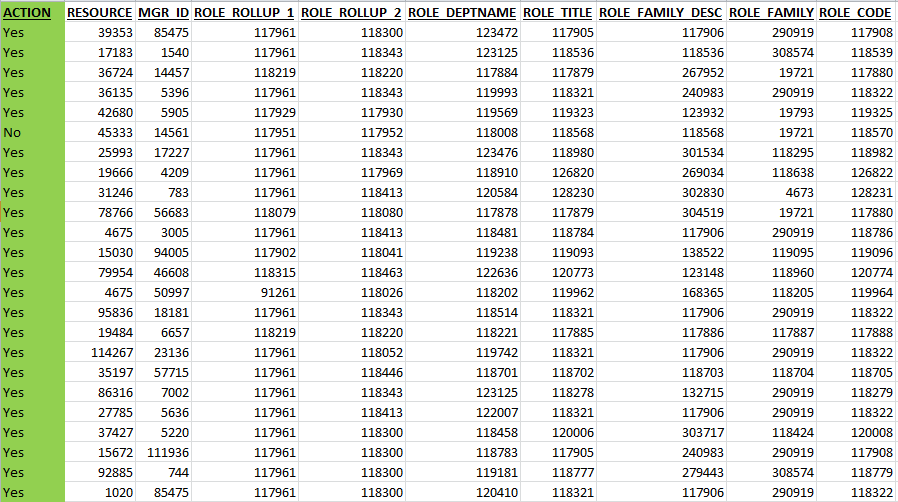 ACTION RESOURCE MGR_ID ROLE_ROLLUP_1 ROLE_ROLLUP_2 ROLE_DEPTNAME ROLE_TITLE ROLE_FAMILY_DESC ROLE_FAMILY ROLE_CODE
Yes 39353 85475 117961 118300 123472 117905 117906 290919 117908
Yes 17183 1540 117961 118343 123125 118536 118536 308574 118539
Yes 36724 14457 118219 118220 117884 117879 267952 19721 117880
Yes 36135 5396 117961 118343 119993 118321 240983 290919 118322
Yes 42680 5905 117929 117930 119569 119323 123932 19793 119325
No 45333 14561 117951 117952 118008 118568 118568 19721 118570
Yes 25993 17227 117961 118343 123476 118980 301534 118295 118982
Yes 19666 4209 117961 117969 118910 126820 269034 118638 126822
Yes 31246 783 117961 118413 120584 128230 302830 4673 128231
Yes 78766 56683 118079 118080 117878 117879 304519 19721 117880
Yes 4675 3005 117961 118413 118481 118784 117906 290919 118786
Yes 15030 94005 117902 118041 119238 119093 138522 119095 119096
Yes 79954 46608 118315 118463 122636 120773 123148 118960 120774
Yes 4675 50997 91261 118026 118202 119962 168365 118205 119964
Yes 95836 18181 117961 118343 118514 118321 117906 290919 118322
Yes 19484 6657 118219 118220 118221 117885 117886 117887 117888
Yes 114267 23136 117961 118052 119742 118321 117906 290919 118322
Yes 35197 57715 117961 118446 118701 118702 118703 118704 118705
Yes 86316 7002 117961 118343 123125 118278 132715 290919 118279
Yes 27785 5636 117961 118413 122007 118321 117906 290919 118322
Yes 37427 5220 117961 118300 118458 120006 303717 118424 120008
Yes 15672 111936 117961 118300 118783 117905 240983 290919 117908
Yes 92885 744 117961 118300 119181 118777 279443 308574 118779
Yes 1020 85475 117961 118300 120410 118321 117906 290919 118322